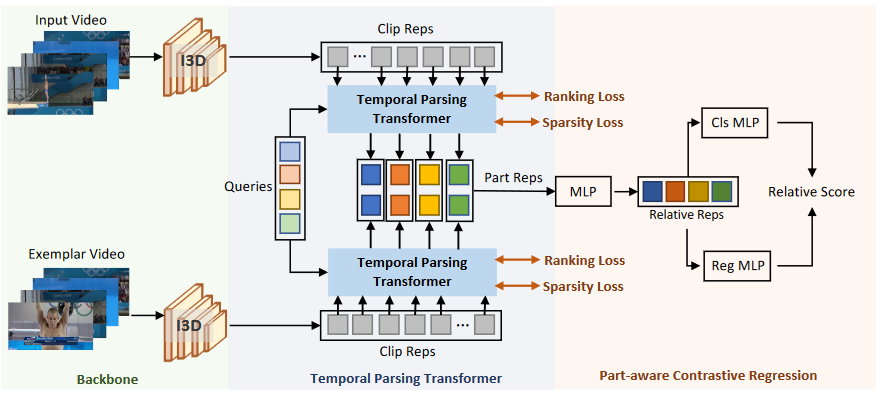 Input Video
I3D
Clip Reps
...
Temporal Parsing
Transformer
Ranking Loss
Sparsity Loss
Queries
Part Reps
MLP
Relative Reps
Cls MLP
Relative Score
Reg MLP
Exemplar Video
I3D
Temporal Parsing
Transformer
Ranking Loss
Sparsity Loss
...
Clip Reps
Backbone
Temporal Parsing Transformer
Part-aware Contrastive Regression